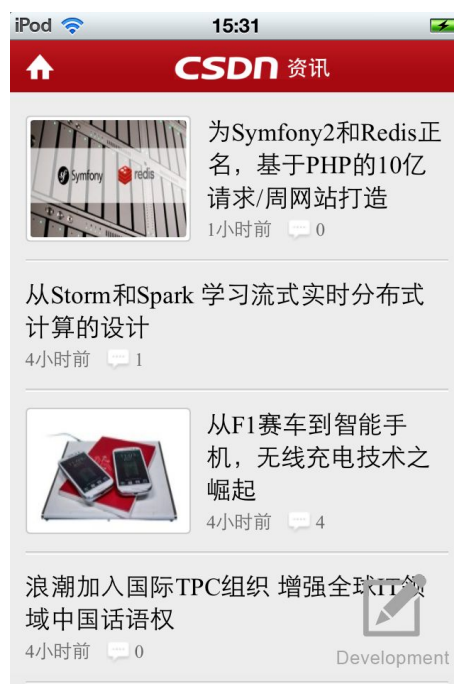 iPod 15:31
CSDN 资讯
Symfony redis
为Symfony2和Redis正
名，基于PHP的10亿
请求/周网站打造
1小时前 0
从Storm和Spark 学习流式实时分布式
计算的设计
4小时前 1
从F1赛车到智能手
机，无线充电技术之
崛起
4小时前 4
浪潮加入国际TPC组织 增强全球IT领
域中国话语权
4小时前 0
Development